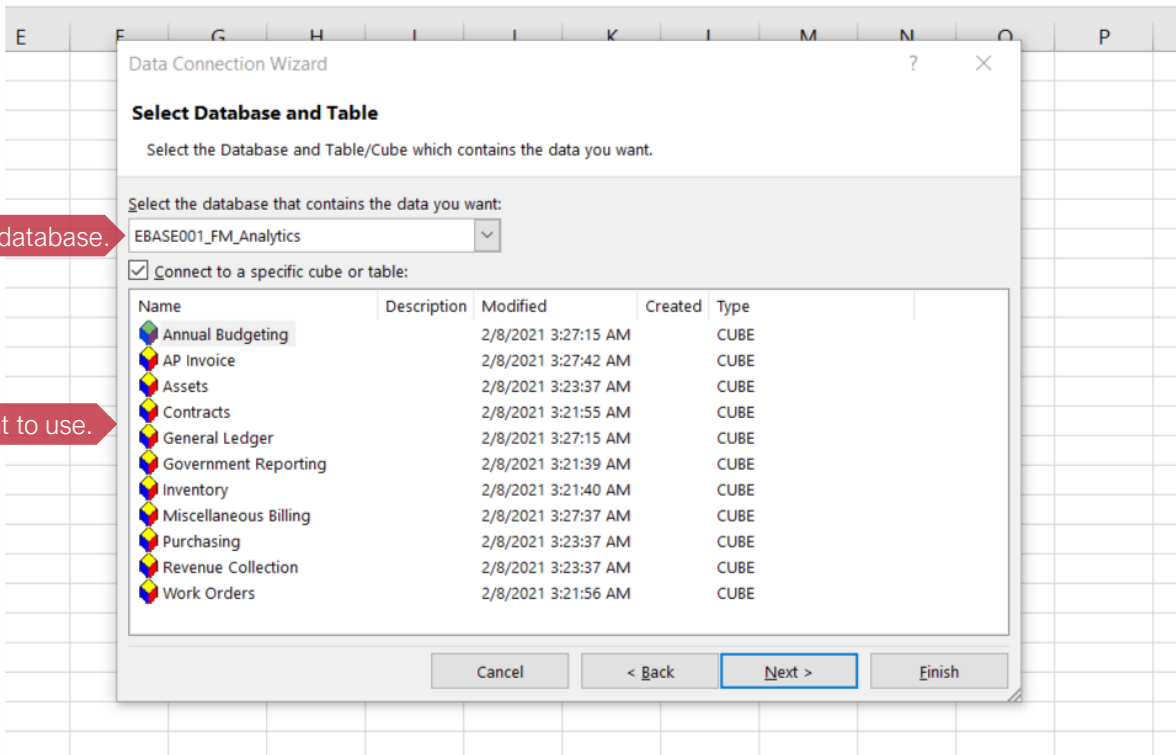 E F G H I J K L M N O P
Data Connection Wizard ?
Select Database and Table
Select the Database and Table/Cube which contains the data you want.
Select the database that contains the data you want:
database. EBASE001_FM_Analytics
Connect to a specific cube or table:
Name Description Modified Created Type
Annual Budgeting 2/8/2021 3:27:15 AM CUBE
AP Invoice 2/8/2021 3:27:42 AM CUBE
Assets 2/8/2021 3:23:37 AM CUBE
Contracts 2/8/2021 3:21:55 AM CUBE
t to use.
General Ledger 2/8/2021 3:27:15 AM CUBE
Government Reporting 2/8/2021 3:21:39 AM CUBE
Inventory 2/8/2021 3:21:40 AM CUBE
Miscellaneous Billing 2/8/2021 3:27:37 AM CUBE
Purchasing 2/8/2021 3:23:37 AM CUBE
Revenue Collection 2/8/2021 3:23:37 AM CUBE
Work Orders 2/8/2021 3:21:56 AM CUBE
Cancel < Back Next > Finish